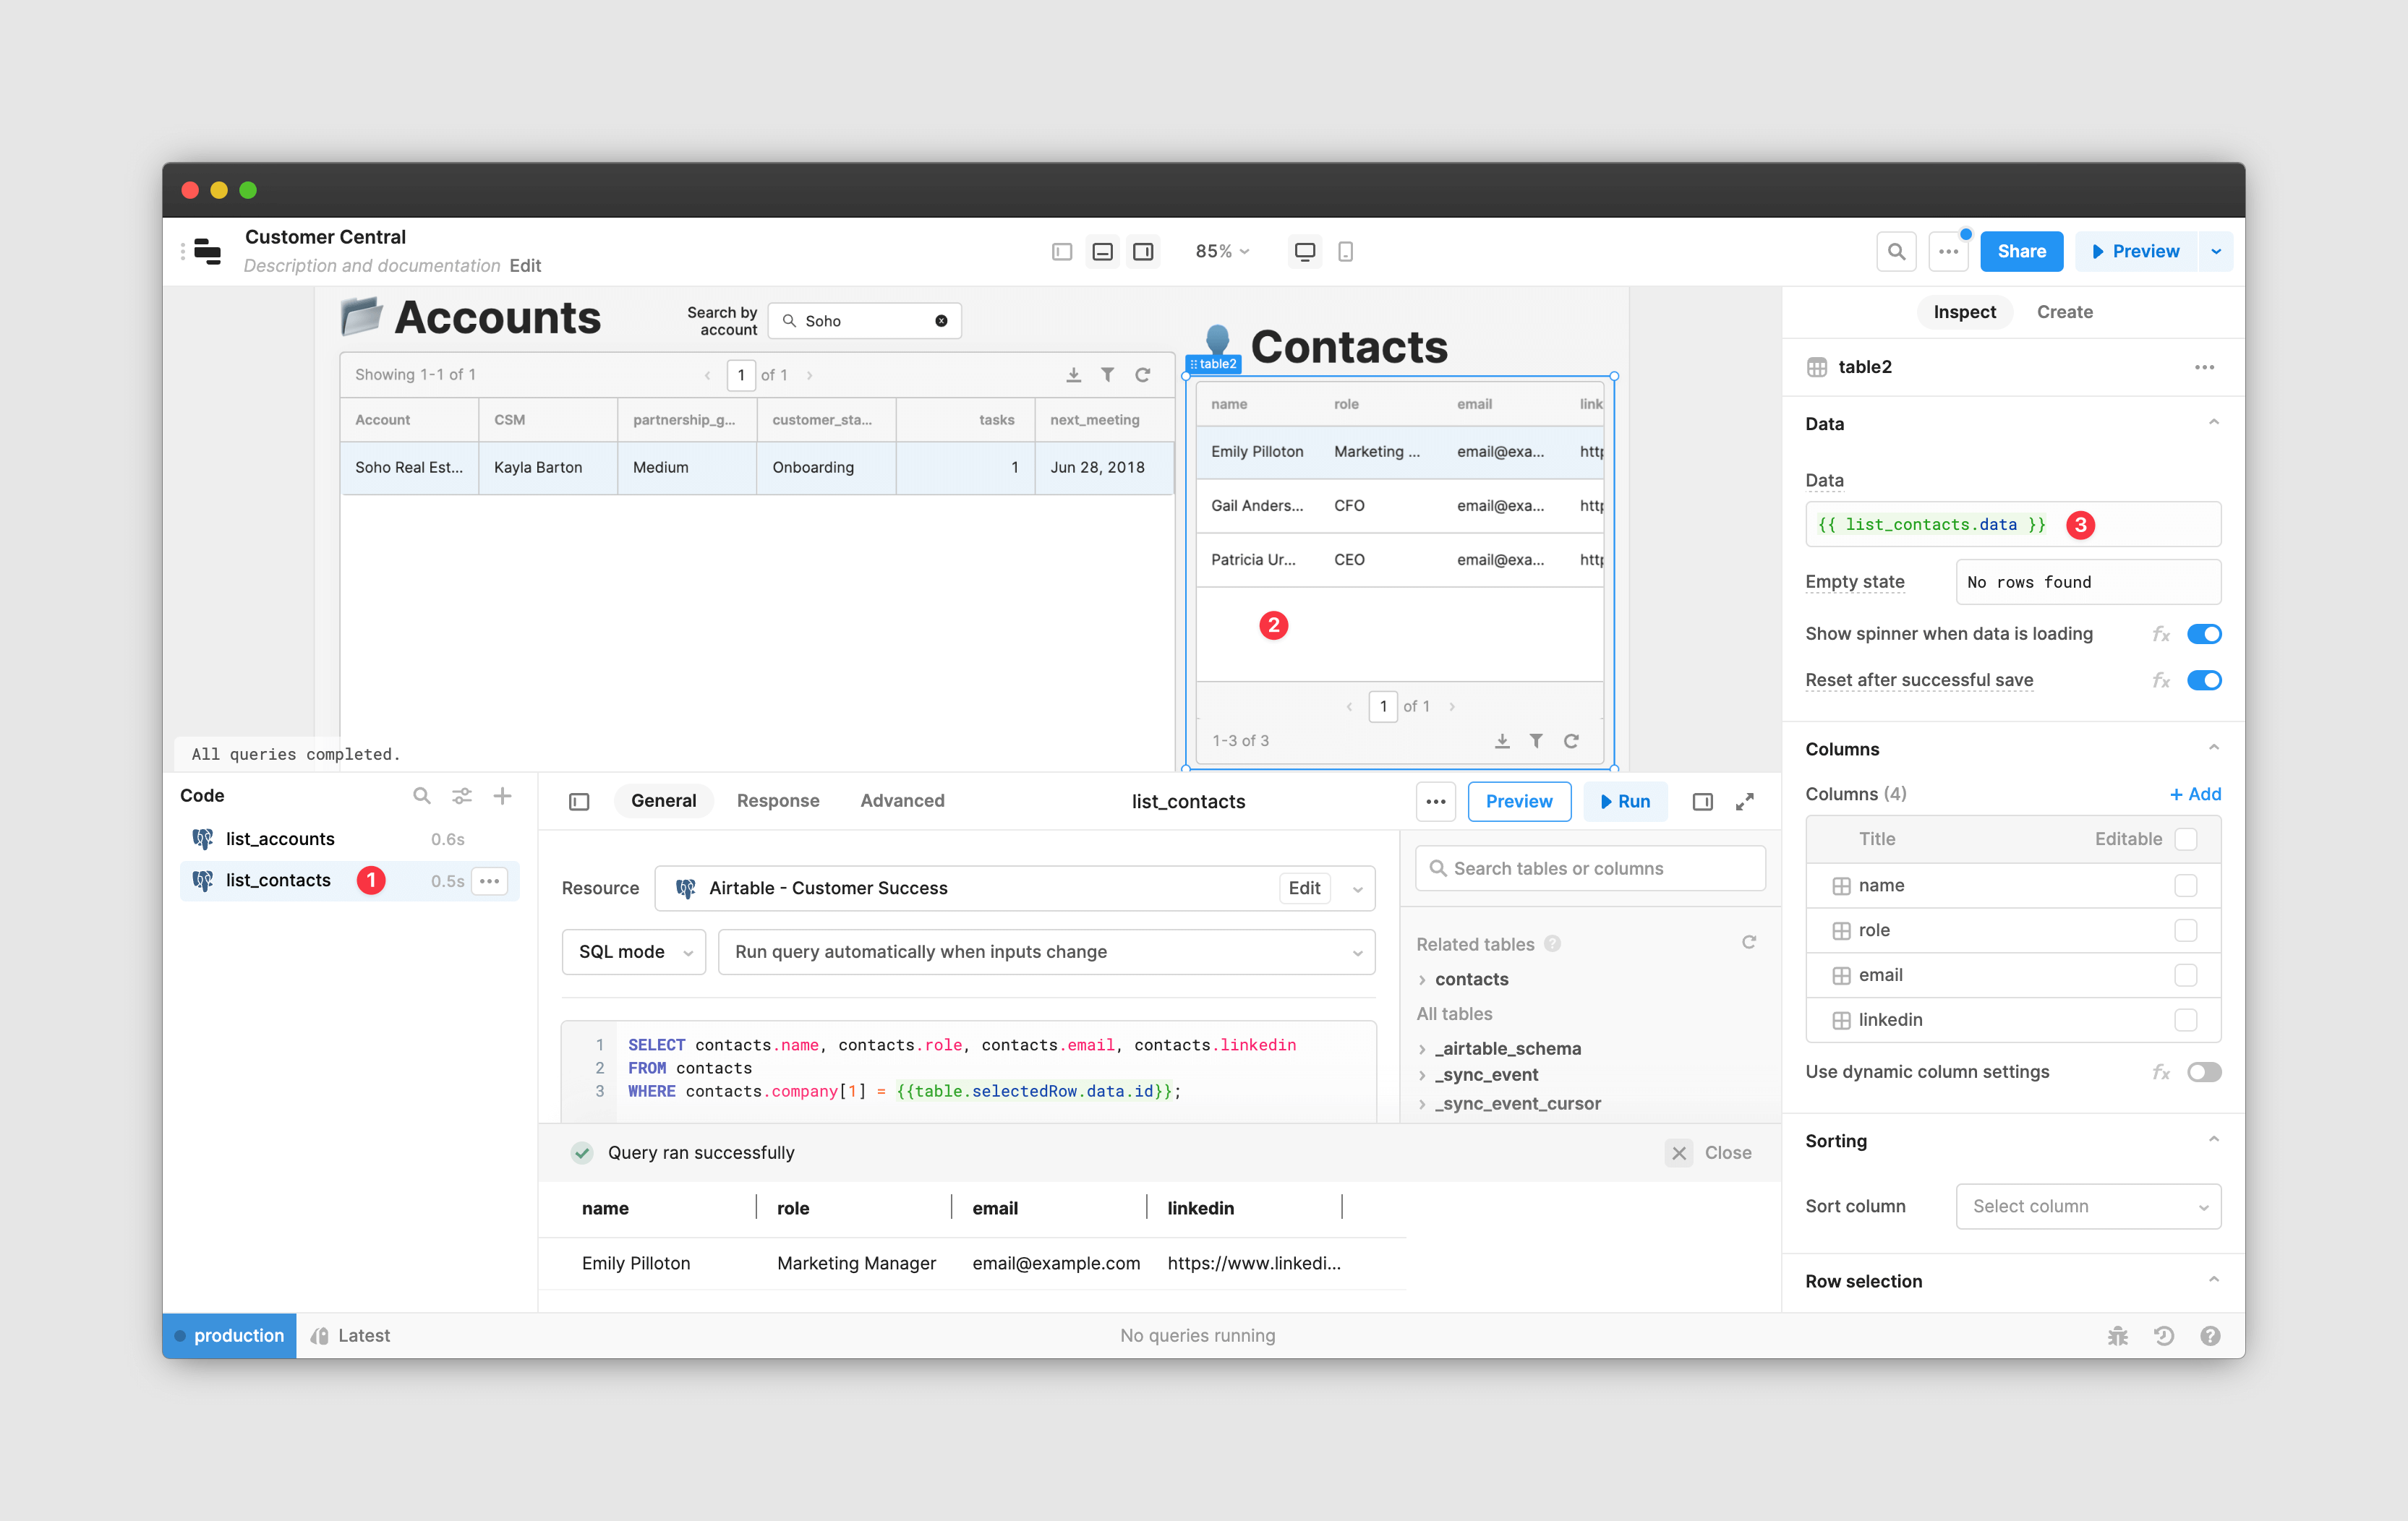 Customer Central
Description and documentation Edit
85%
Share
Preview
Accounts
Search by account
Soho
Showing 1-1 of 1
1 of 1
Account CSM partnership_g... customer_sta... tasks next_meeting
Soho Real Est... Kayla Barton Medium Onboarding 1 Jun 28, 2018
Contacts
table2
name role email link
Emily Pilloton Marketing ... email@exa... http
Gail Anders... CFO email@exa... http
Patricia Ur... CEO email@exa... http
2
1 of 1
1-3 of 3
All queries completed.
Inspect Create
table2
Data
Data
{{ list_contacts.data }} 3
Empty state No rows found
Show spinner when data is loading fx
Reset after successful save fx
Columns
Columns (4) + Add
Title Editable
name
role
email
linkedin
Use dynamic column settings fx
Sorting
Sort column Select column
Row selection
Code
list_accounts 0.6s
list_contacts 1 0.5s
General Response Advanced list_contacts Preview Run
Resource Airtable - Customer Success Edit
SQL mode Run query automatically when inputs change
1 SELECT contacts.name, contacts.role, contacts.email, contacts.linkedin
2 FROM contacts
3 WHERE contacts.company[1] = {{table.selectedRow.data.id}};
Search tables or columns
Related tables ?
contacts
All tables
_airtable_schema
_sync_event
_sync_event_cursor
Query ran successfully Close
name role email linkedin
Emily Pilloton Marketing Manager email@example.com https://www.linkedi...
production Latest No queries running ?